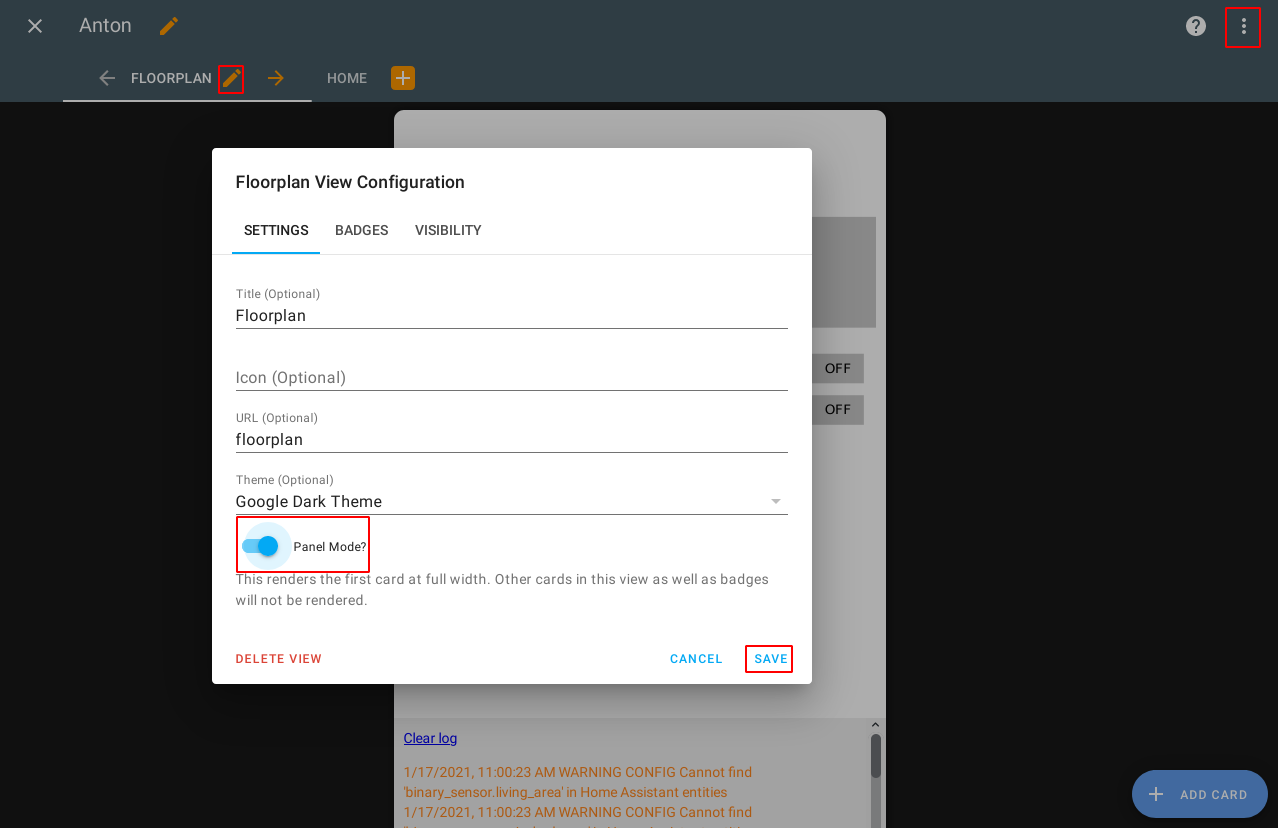 Anton
FLOORPLAN
HOME
Floorplan View Configuration
SETTINGS BADGES VISIBILITY
Title (Optional)
Floorplan
Icon (Optional)
URL (Optional)
floorplan
Theme (Optional)
Google Dark Theme
Panel Mode?
This renders the first card at full width. Other cards in this view as well as badges
will not be rendered.
DELETE VIEW
CANCEL
SAVE
OFF
OFF
Clear log
1/17/2021, 11:00:23 AM WARNING CONFIG Cannot find
'binary_sensor.living_area' in Home Assistant entities
1/17/2021, 11:00:23 AM WARNING CONFIG Cannot find
ADD CARD